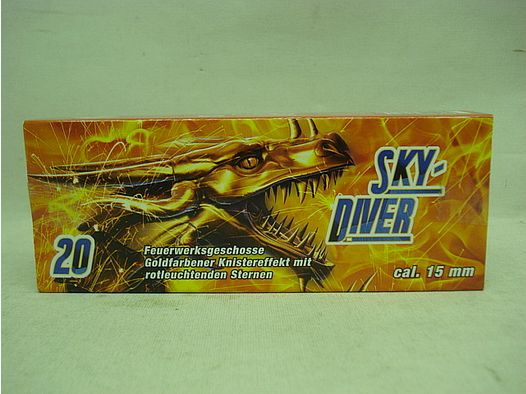 SKY-
DIVER
20
Feuerwerksgeschosse
Goldfarbener Knistereffekt mit
rotleuchtenden Sternen
cal. 15 mm